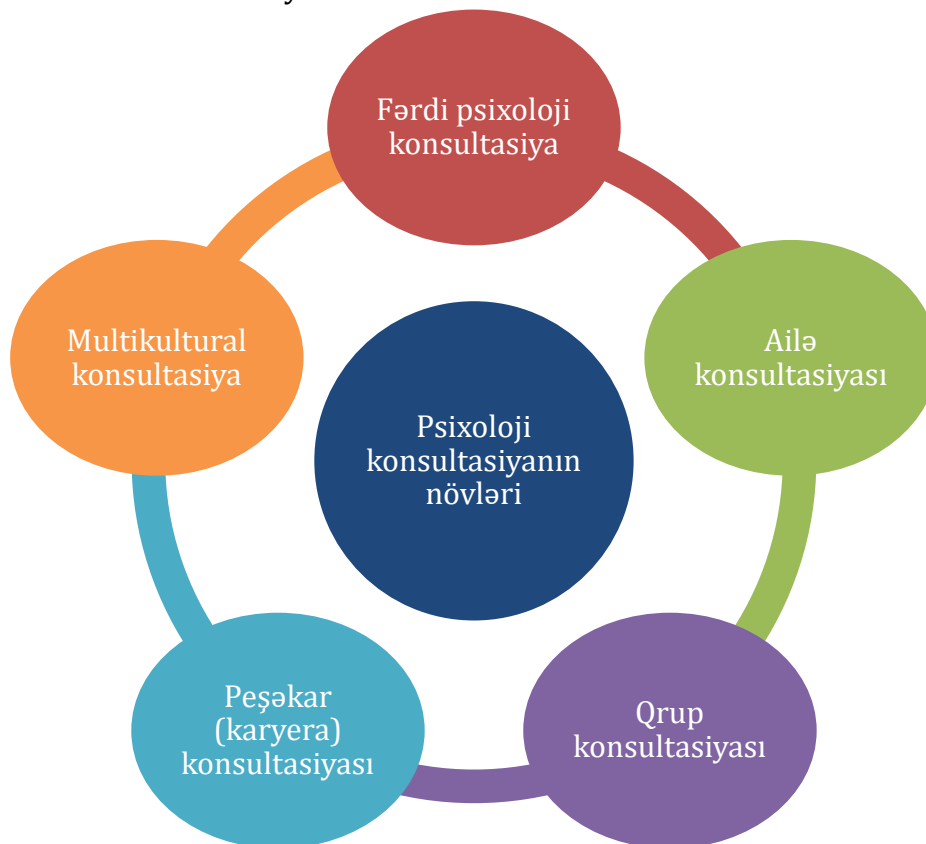 Fərdi psixoloji
konsultasiya
Ailə
konsultasiyası
Qrup
konsultasiyası
Peşəkar
(karyera)
konsultasiyası
Multikultural
konsultasiya
Psixoloji
konsultasiyanın
növləri